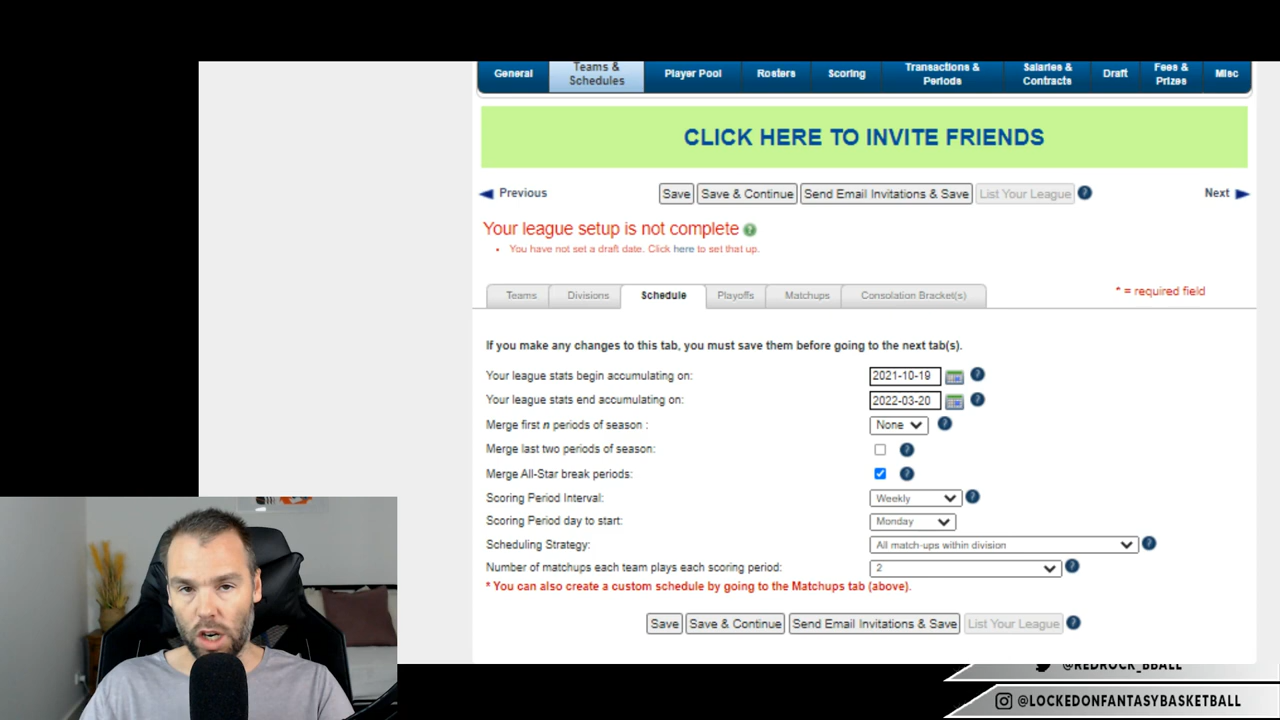 General
Teams & Schedules
Player Pool
Rosters
Scoring
Transactions & Periods
Salaries & Contracts
Draft
Fees & Prizes
Misc
CLICK HERE TO INVITE FRIENDS
Previous
Save
Save & Continue
Send Email Invitations & Save
List Your League
?
Next
Your league setup is not complete ?
• You have not set a draft date. Click here to set that up.
Teams
Divisions
Schedule
Playoffs
Matchups
Consolation Bracket(s)
* = required field
If you make any changes to this tab, you must save them before going to the next tab(s).
Your league stats begin accumulating on: 2021-10-19 ?
Your league stats end accumulating on: 2022-03-20 ?
Merge first n periods of season : None ?
Merge last two periods of season: ?
Merge All-Star break periods: ?
Scoring Period Interval: Weekly ?
Scoring Period day to start: Monday
Scheduling Strategy: All match-ups within division ?
Number of matchups each team plays each scoring period: 2 ?
* You can also create a custom schedule by going to the Matchups tab (above).
Save
Save & Continue
Send Email Invitations & Save
List Your League
?
@REDROCK_BBALL
@LOCKEDONFANTASYBASKETBALL